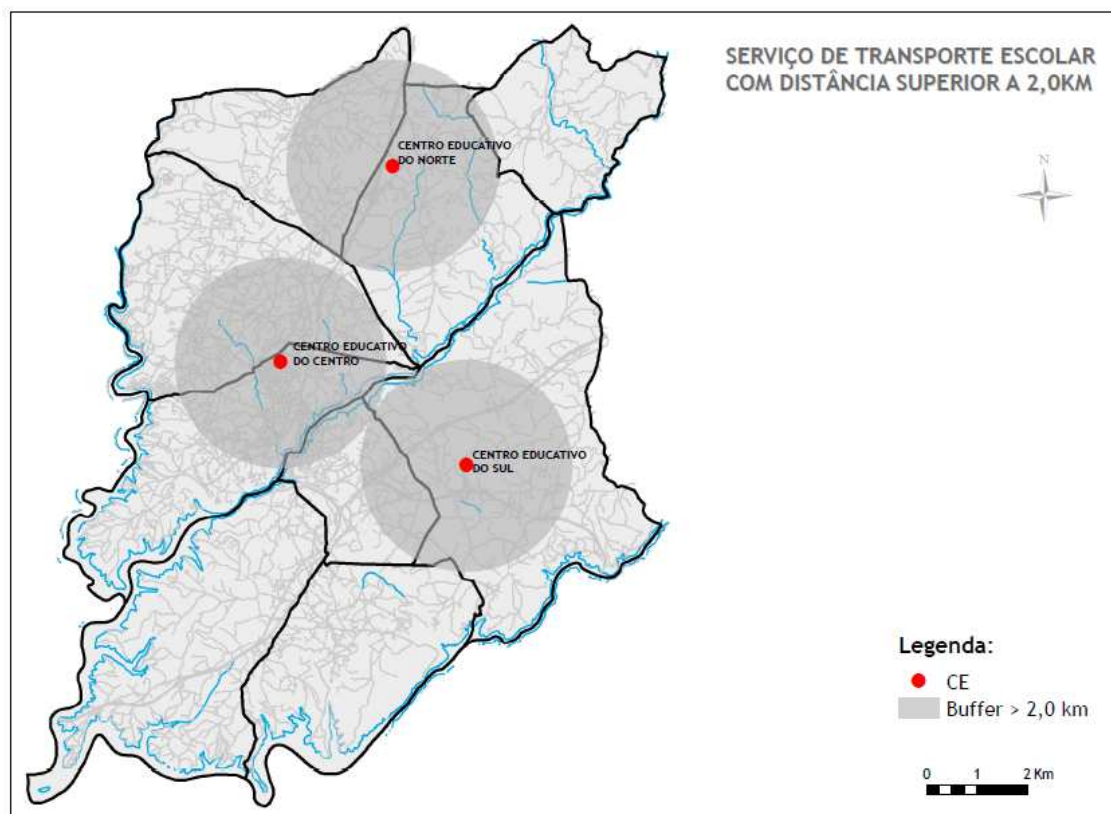 SERVIÇO DE TRANSPORTE ESCOLAR
COM DISTÂNCIA SUPERIOR A 2,0KM
N
CENTRO EDUCATIVO
DO NORTE
CENTRO EDUCATIVO
DO CENTRO
CENTRO EDUCATIVO
DO SUL
Legenda:
CE
Buffer > 2,0 km
0 1 2 Km